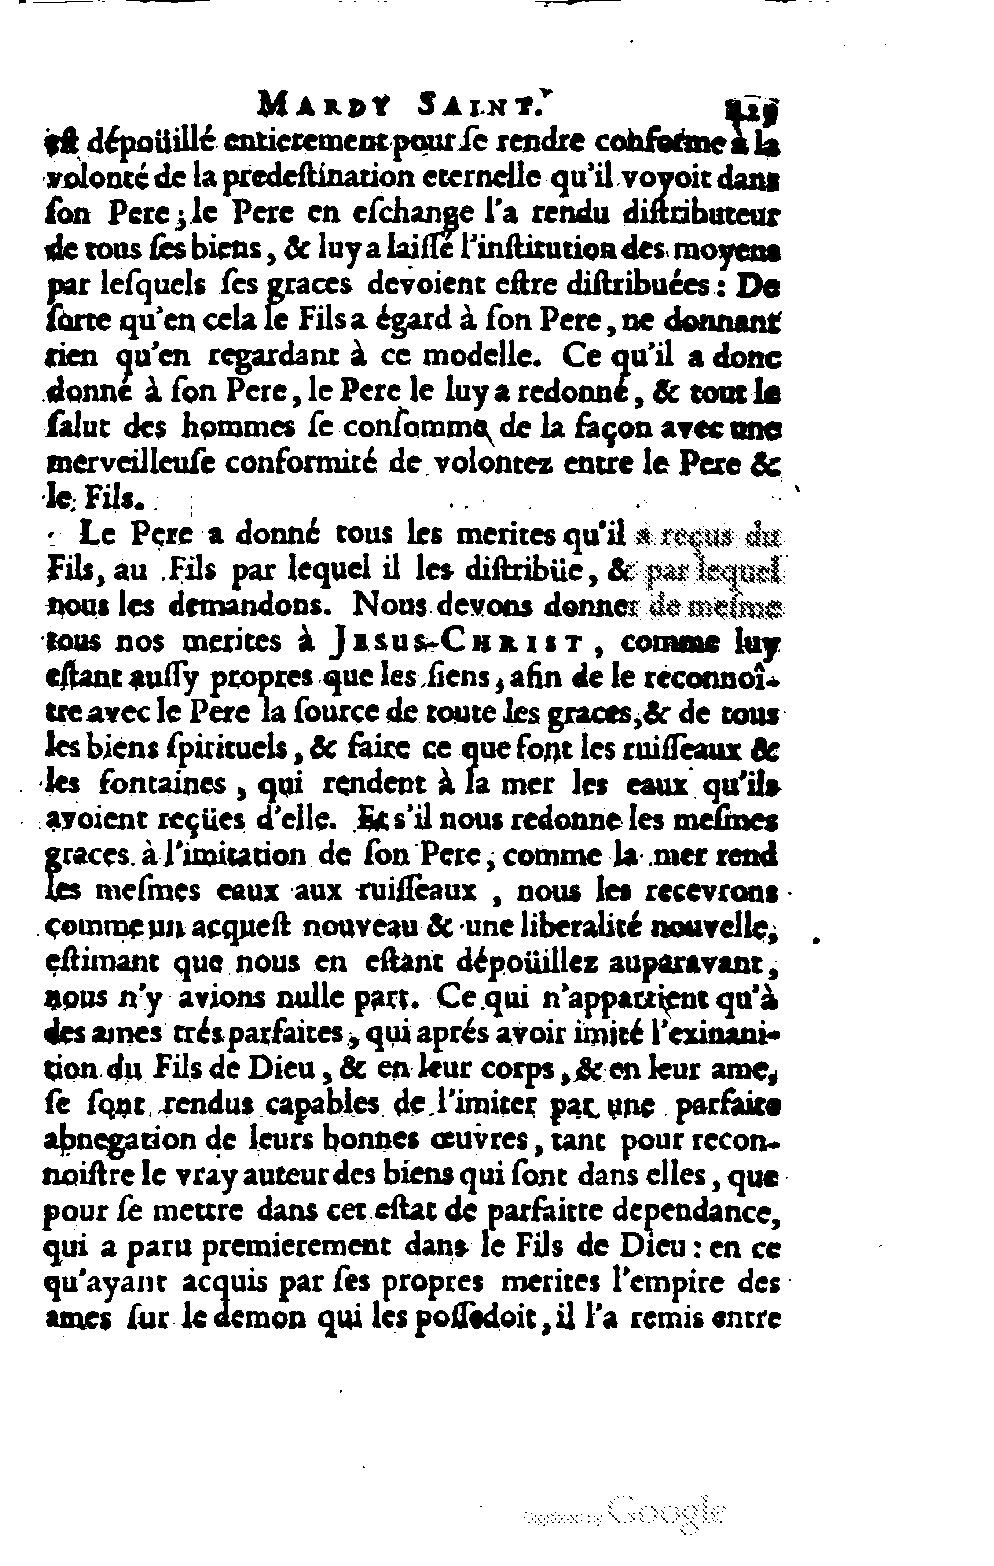 MARDY SAINT.
est dépoüillé entierement pour se rendre conforme à la
volonté de la predestination eternelle qu'il voyoit dans
son Pere; le Pere en eschange l'a rendu distributeur
de tous ses biens, & luy a laissé l'institution des moyens
par lesquels ses graces devoient estre distribuées: De
sorte qu'en cela le Fils a égard à son Pere, ne donnant
rien qu'en regardant à ce modelle. Ce qu'il a donc
donné à son Pere, le Pere le luy a redonné, & tout le
salut des hommes se consomme de la façon avec une
merveilleuse conformité de volontez entre le Pere &
le Fils.
Le Pere a donné tous les merites qu'il a reçus du
Fils, au Fils par lequel il les distribüe, & par lequel
nous les demandons. Nous devons donner de mesme
tous nos merites à JESUS-CHRIST, comme luy
estant aussy propres que les siens, afin de le reconnoî-
tre avec le Pere la source de toute les graces, & de tous
les biens spirituels, & faire ce que font les ruisseaux &
les fontaines, qui rendent à la mer les eaux qu'ils
avoient reçües d'elle. Et s'il nous redonne les mesmes
graces à l'imitation de son Pere, comme la mer rend
les mesmes eaux aux ruisseaux, nous les recevrons
comme un acquest nouveau & une liberalité nouvelle,
estimant que nous en estant dépoüillez auparavant,
nous n'y avions nulle part. Ce qui n'appartient qu'à
des ames trés parfaites, qui aprés avoir imité l'exinani-
tion du Fils de Dieu, & en leur corps, & en leur ame,
se sont rendus capables de l'imiter par une parfaite
abnegation de leurs bonnes œuvres, tant pour recon-
noistre le vray auteur des biens qui sont dans elles, que
pour se mettre dans cet estat de parfaitte dependance,
qui a paru premierement dans le Fils de Dieu: en ce
qu'ayant acquis par ses propres merites l'empire des
ames sur le demon qui les possedoit, il l'a remis entre
Digitized by Google